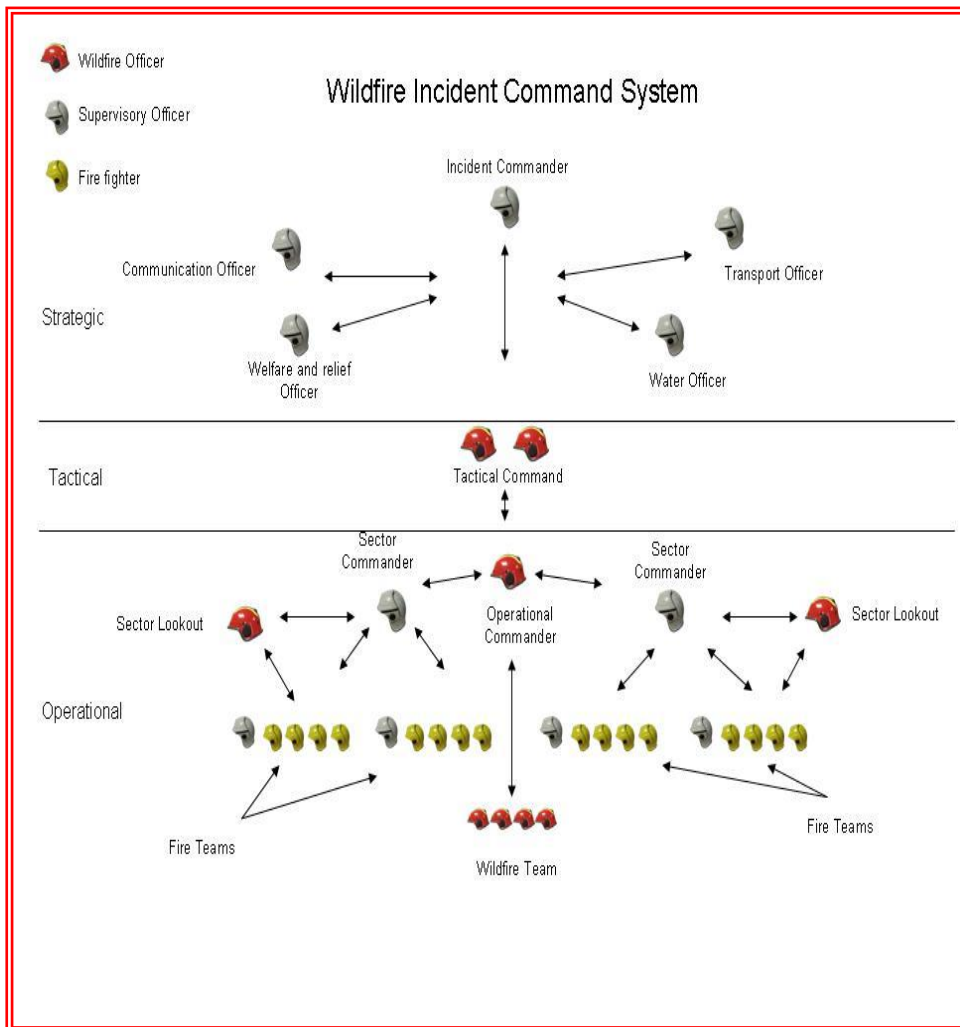 Wildfire Officer
Supervisory Officer
Fire fighter
Wildfire Incident Command System
Incident Commander
Communication Officer
Transport Officer
Strategic
Welfare and relief
Officer
Water Officer
Tactical
Tactical Command
Sector
Commander
Sector
Commander
Sector Lookout
Operational
Commander
Sector Lookout
Operational
Fire Teams
Fire Teams
Wildfire Team